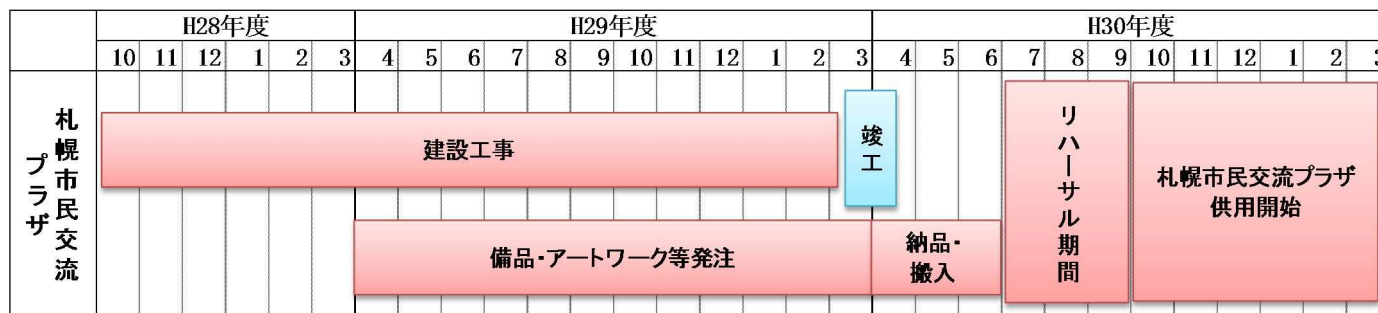 H28年度 H29年度 H30年度
10 11 12 1 2 3 4 5 6 7 8 9 10 11 12 1 2 3 4 5 6 7 8 9 10 11 12 1 2 3
札幌市民交流
プラザ
建設工事
竣工
備品・アートワーク等発注
納品・
搬入
リハーサル期間
札幌市民交流プラザ
供用開始